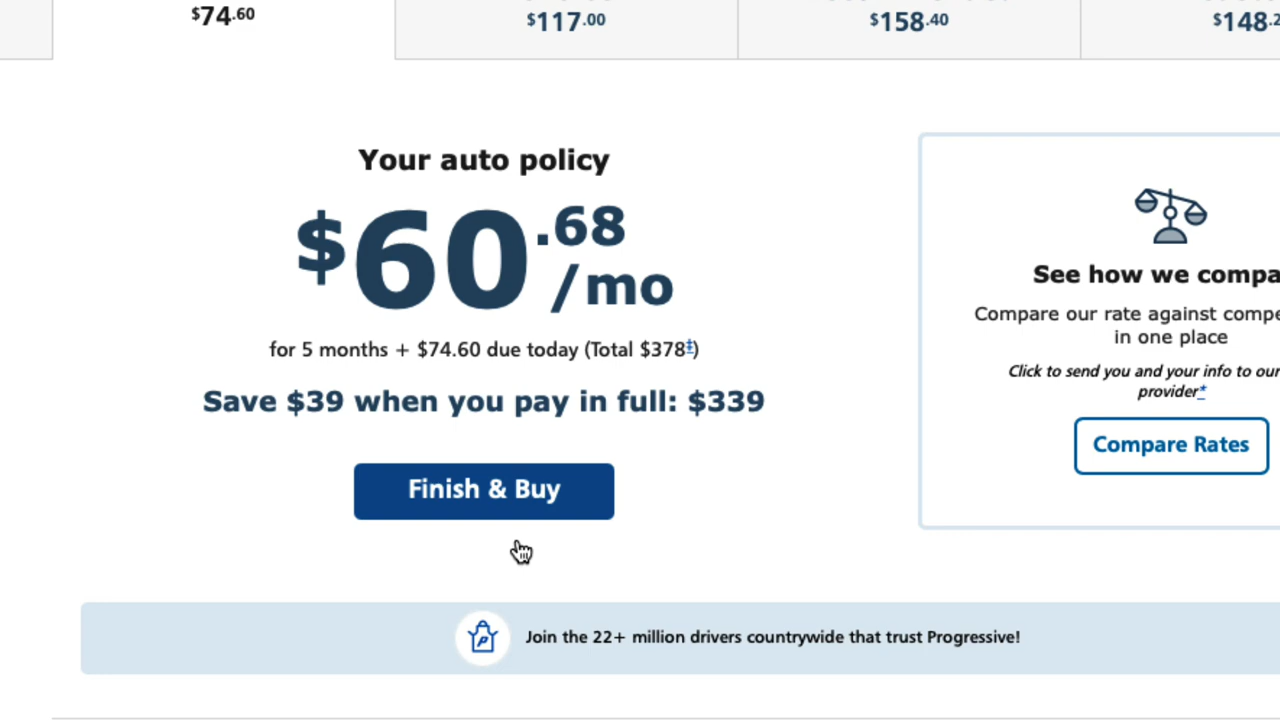 $74.60
$117.00
$158.40
$148.2
Your auto policy
$60.68/mo
for 5 months + $74.60 due today (Total $378‡)
Save $39 when you pay in full: $339
Finish & Buy
See how we compa
Compare our rate against compe
in one place
Click to send you and your info to our
provider*
Compare Rates
Join the 22+ million drivers countrywide that trust Progressive!